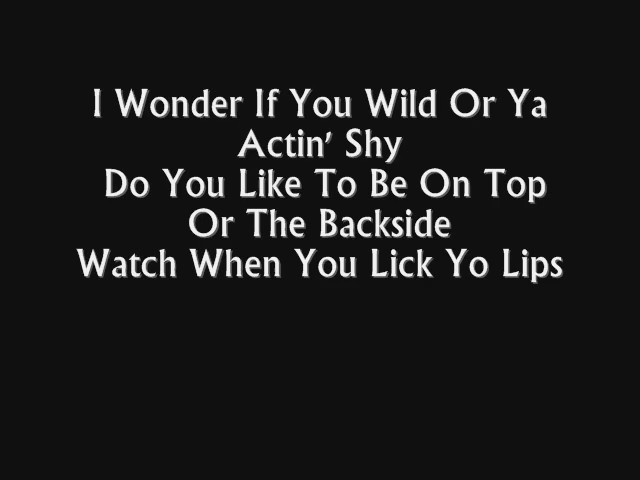 I Wonder If You Wild Or Ya
Actin' Shy
Do You Like To Be On Top
Or The Backside
Watch When You Lick Yo Lips